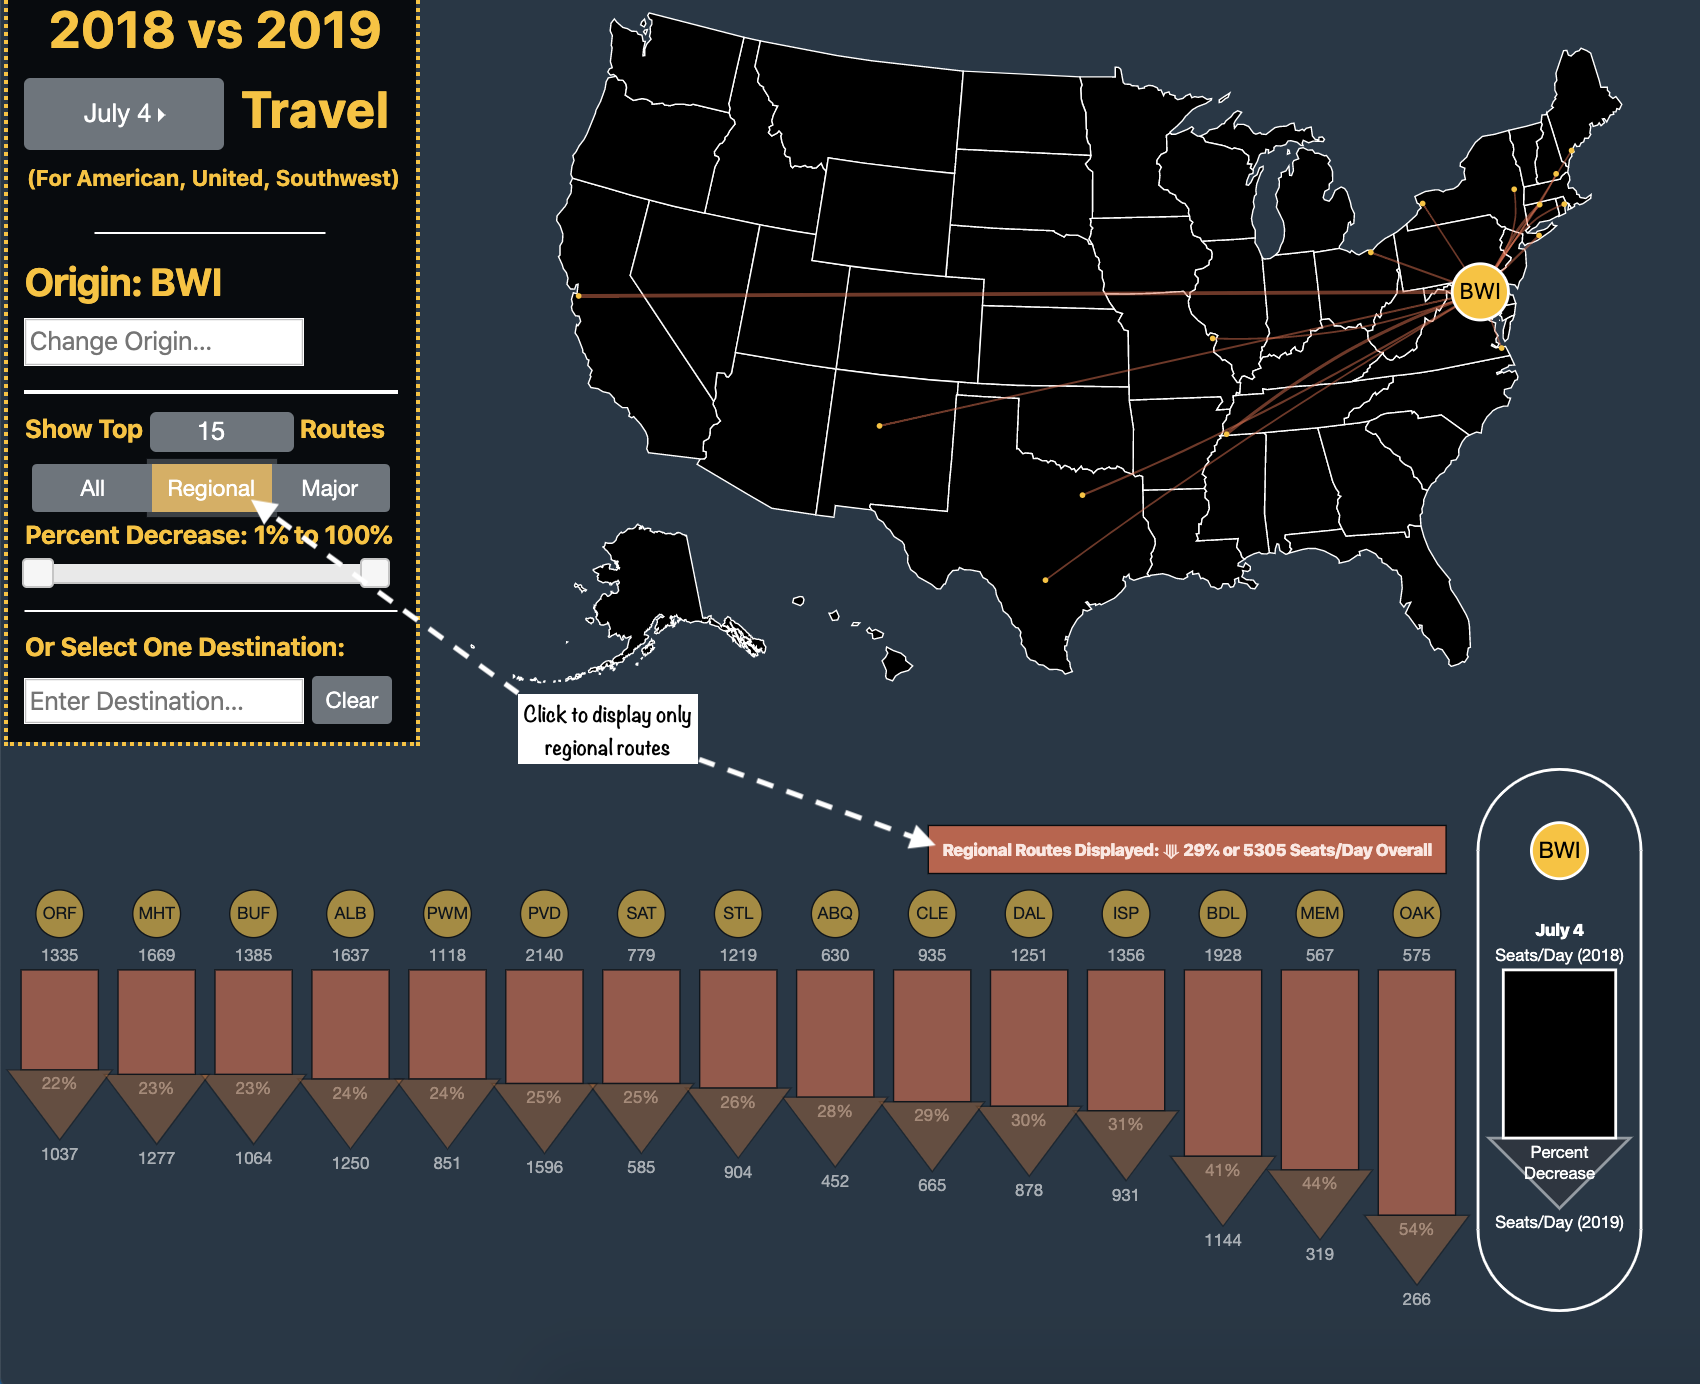 2018 vs 2019
July 4 Travel
(For American, United, Southwest)
Origin: BWI
Change Origin...
Show Top 15 Routes
All Regional Major
Percent Decrease: 1% to 100%
Or Select One Destination:
Enter Destination...
Clear
BWI
Click to display only
regional routes
Regional Routes Displayed: ⤋ 29% or 5305 Seats/Day Overall
ORF MHT BUF ALB PWM PVD SAT STL ABQ CLE DAL ISP BDL MEM OAK
1335 1669 1385 1637 1118 2140 779 1219 630 935 1251 1356 1928 567 575
22% 23% 23% 24% 24% 25% 25% 26% 28% 29% 30% 31% 41% 44% 54%
1037 1277 1064 1250 851 1596 585 904 452 665 878 931 1144 319 266
BWI
July 4
Seats/Day (2018)
Percent
Decrease
Seats/Day (2019)